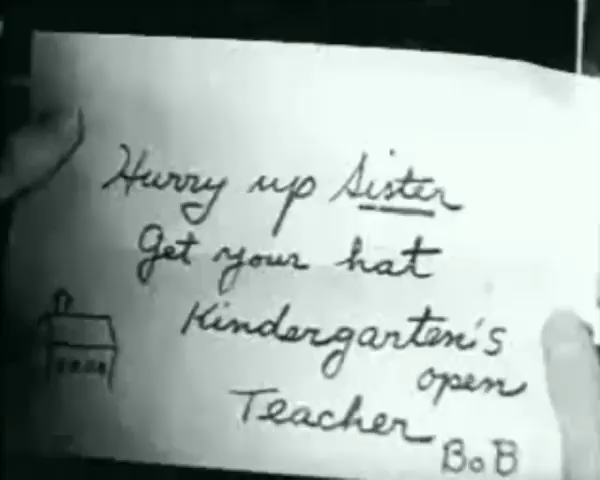 Hurry up Sister
Get your hat
Kindergarten's
open
Teacher
BoB